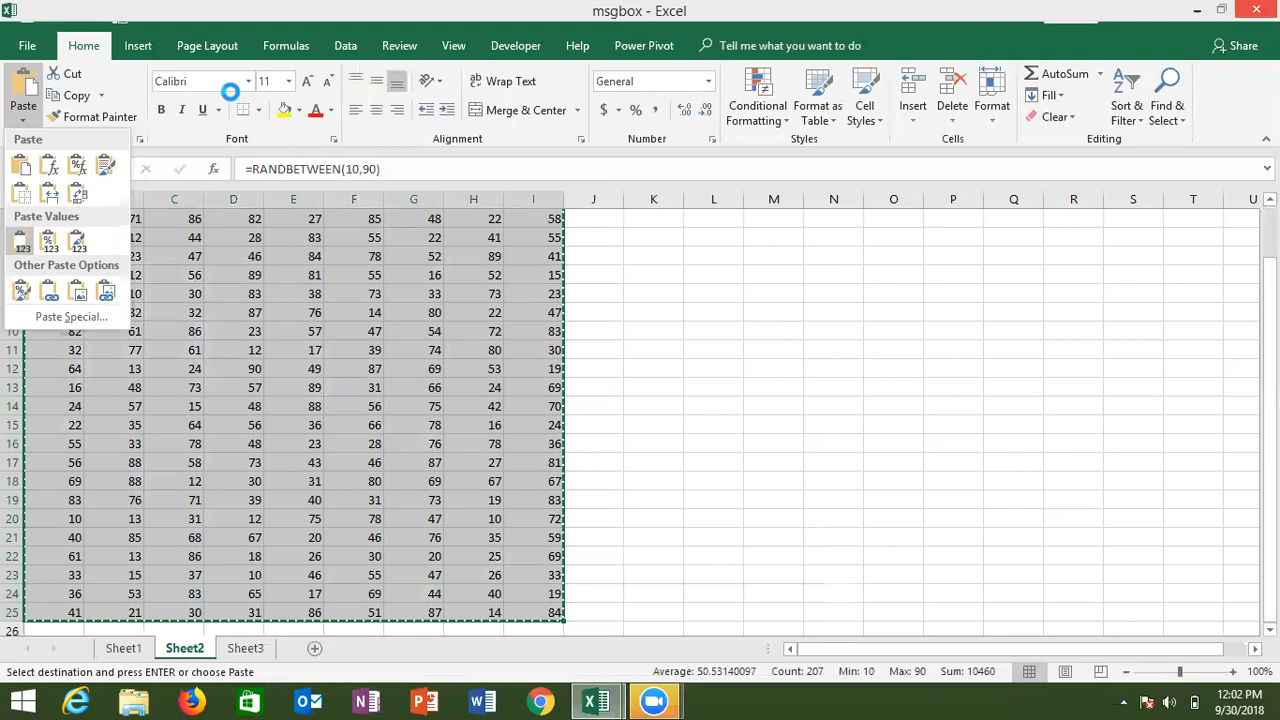 msgbox - Excel
File Home Insert Page Layout Formulas Data Review View Developer Help Power Pivot Tell me what you want to do Share
Paste Cut Copy Format Painter
Calibri 11 B I U A
Wrap Text Merge & Center
General $ % ,
Conditional Formatting Format as Table Cell Styles
Insert Delete Format
AutoSum Fill Clear Sort & Filter Find & Select
Font Alignment Number Styles Cells Editing
fx =RANDBETWEEN(10,90)
Paste
Paste Values
Other Paste Options
Paste Special...
C D E F G H I J K L M N O P Q R S T U
71 86 82 27 85 48 22 58
12 44 28 83 55 22 41 55
23 47 46 84 78 52 89 41
12 56 89 81 55 16 52 15
10 30 83 38 73 33 73 23
32 87 76 14 80 22 47
10 82 61 86 23 57 47 54 72 83
11 32 77 61 12 17 39 74 80 30
12 64 13 24 90 49 87 69 53 19
13 16 48 73 57 89 31 66 24 69
14 24 57 15 48 88 56 75 42 70
15 22 35 64 56 36 66 78 16 24
16 55 33 78 48 23 28 76 78 36
17 56 88 58 73 43 46 87 27 81
18 69 88 12 30 31 80 69 67 67
19 83 76 71 39 40 31 73 19 83
20 10 13 31 12 75 78 47 10 72
21 40 85 68 67 20 46 76 35 59
22 61 13 86 18 26 30 20 25 69
23 33 15 37 10 46 55 47 26 33
24 36 53 83 65 17 69 44 40 19
25 41 21 30 31 86 51 87 14 84
26
Sheet1 Sheet2 Sheet3
Select destination and press ENTER or choose Paste Average: 50.53140097 Count: 207 Min: 10 Max: 90 Sum: 10460 100%
12:02 PM
9/30/2018